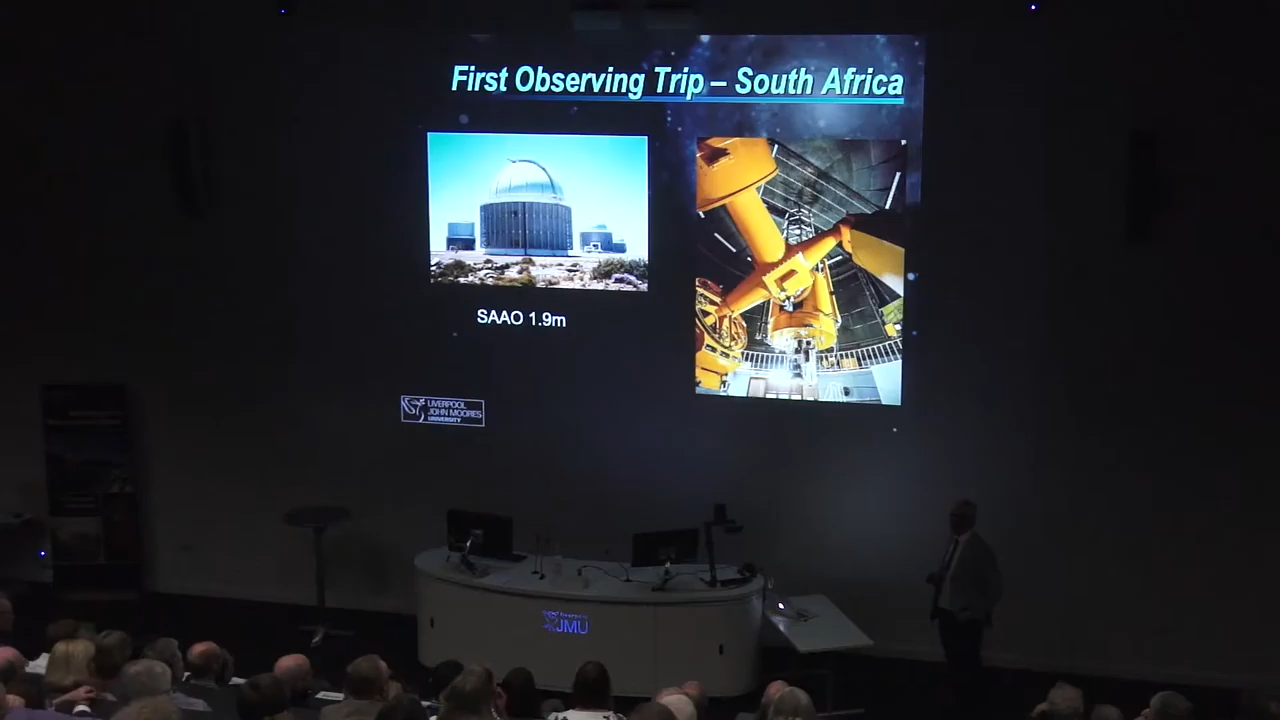 First Observing Trip – South Africa
SAAO 1.9m
LIVERPOOL
JOHN MOORES
UNIVERSITY
JMU